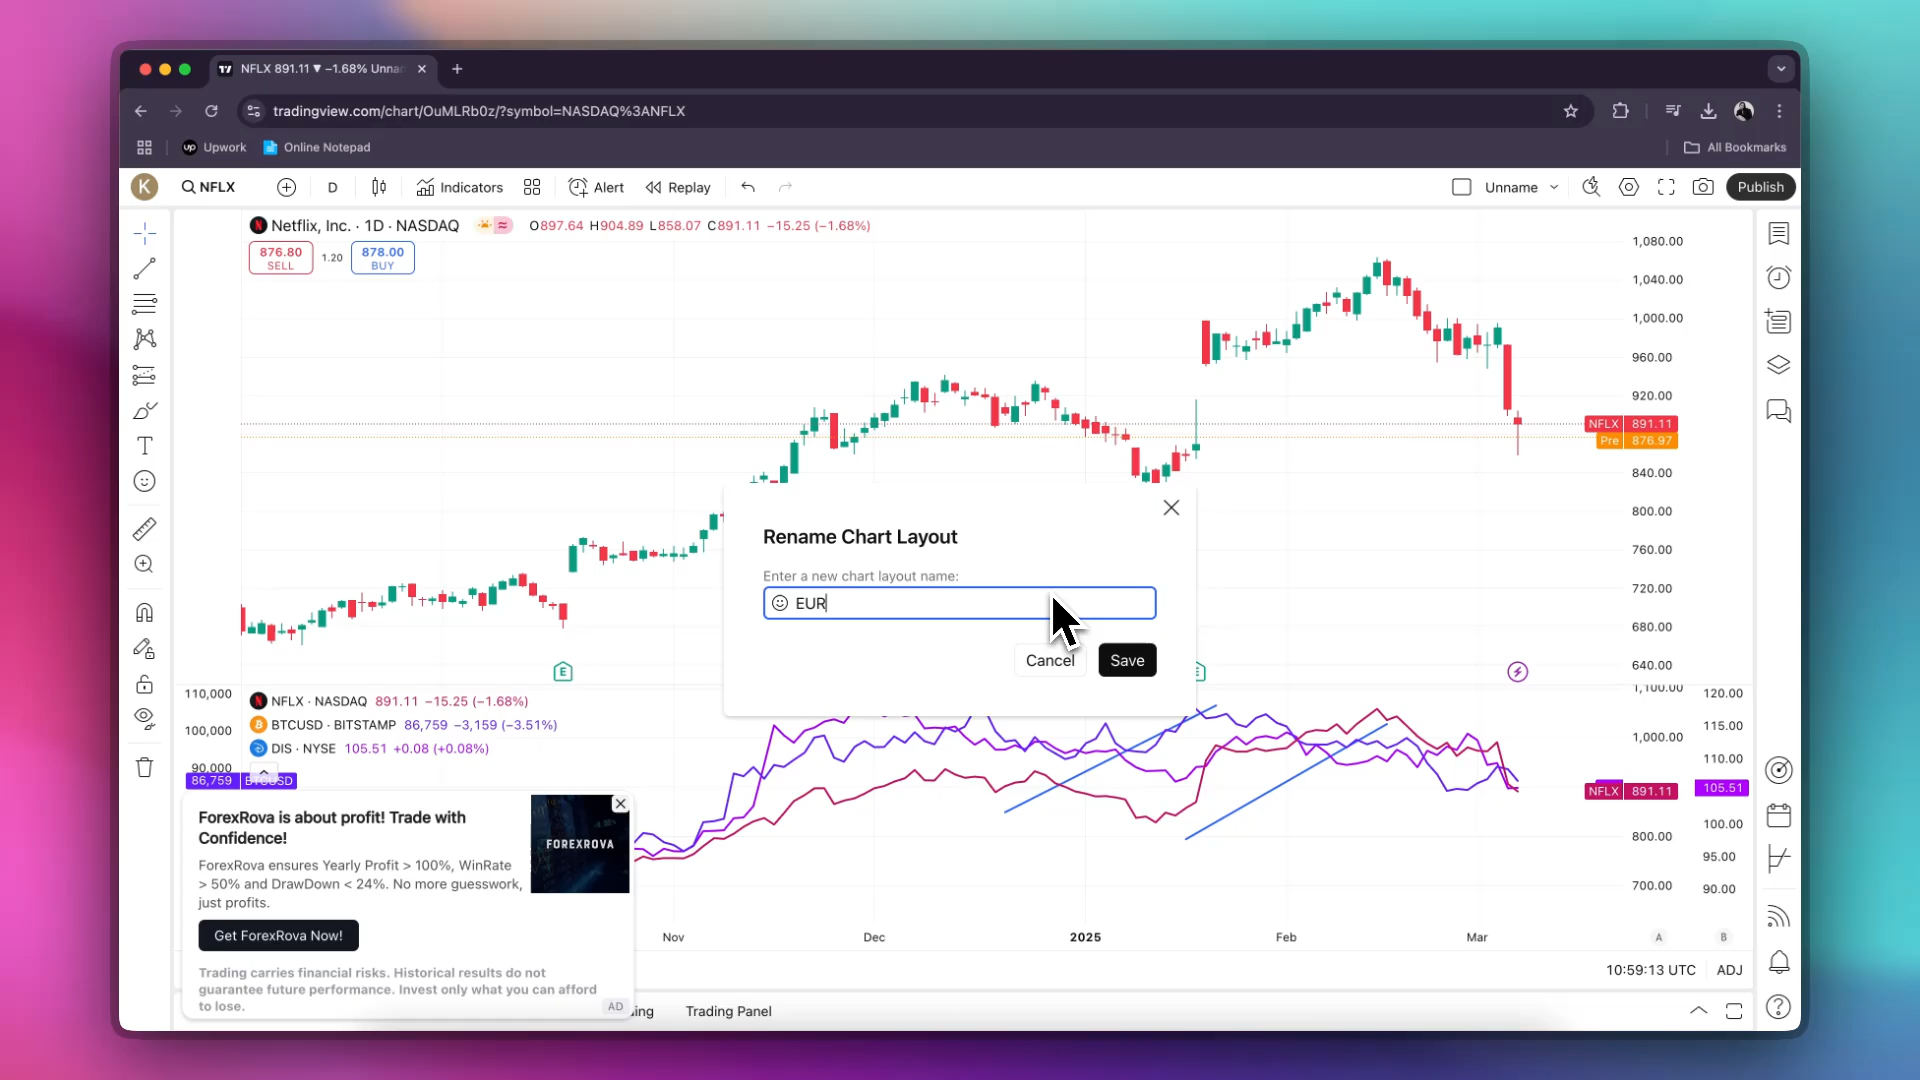 NFLX 891.11 ▼ −1.68% Unna
tradingview.com/chart/OuMLRb0z/?symbol=NASDAQ%3ANFLX
Upwork
Online Notepad
All Bookmarks
K
NFLX
D
Indicators
Alert
Replay
Unname
Publish
Netflix, Inc. · 1D · NASDAQ
O897.64 H904.89 L858.07 C891.11 −15.25 (−1.68%)
876.80
SELL
1.20
878.00
BUY
1,080.00
1,040.00
1,000.00
960.00
920.00
NFLX 891.11
Pre 876.97
840.00
800.00
760.00
720.00
680.00
640.00
Rename Chart Layout
Enter a new chart layout name:
EUR
Cancel
Save
E
E
110,000
100,000
90,000
86,759 BTCUSD
NFLX · NASDAQ 891.11 −15.25 (−1.68%)
BTCUSD · BITSTAMP 86,759 −3,159 (−3.51%)
DIS · NYSE 105.51 +0.08 (+0.08%)
1,100.00
1,000.00
NFLX 891.11
800.00
700.00
120.00
115.00
110.00
105.51
100.00
95.00
90.00
ForexRova is about profit! Trade with
Confidence!
ForexRova ensures Yearly Profit > 100%, WinRate
> 50% and DrawDown < 24%. No more guesswork,
just profits.
FOREXROVA
Get ForexRova Now!
Trading carries financial risks. Historical results do not
guarantee future performance. Invest only what you can afford
to lose.
AD
Nov
Dec
2025
Feb
Mar
A
B
10:59:13 UTC
ADJ
ing
Trading Panel